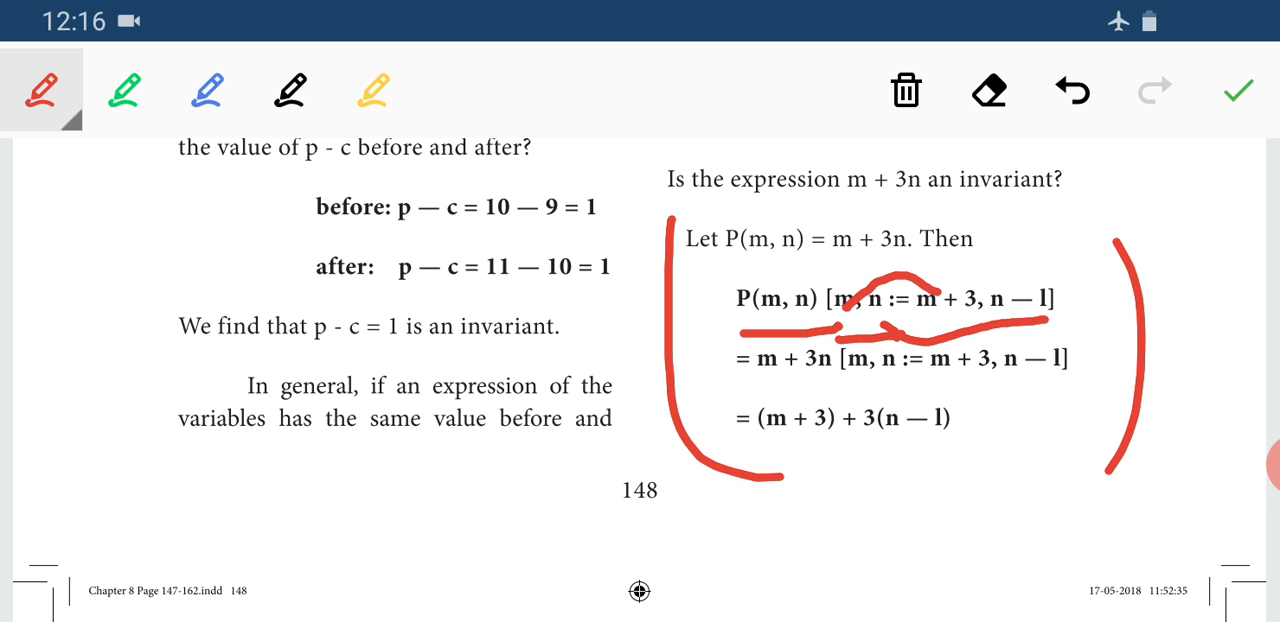 12:16
the value of p - c before and after?
before: p — c = 10 — 9 = 1
after: p — c = 11 — 10 = 1
We find that p - c = 1 is an invariant.
In general, if an expression of the
variables has the same value before and
Is the expression m + 3n an invariant?
Let P(m, n) = m + 3n. Then
P(m, n) [m, n := m + 3, n — l]
= m + 3n [m, n := m + 3, n — l]
= (m + 3) + 3(n — l)
148
Chapter 8 Page 147-162.indd 148
17-05-2018 11:52:35